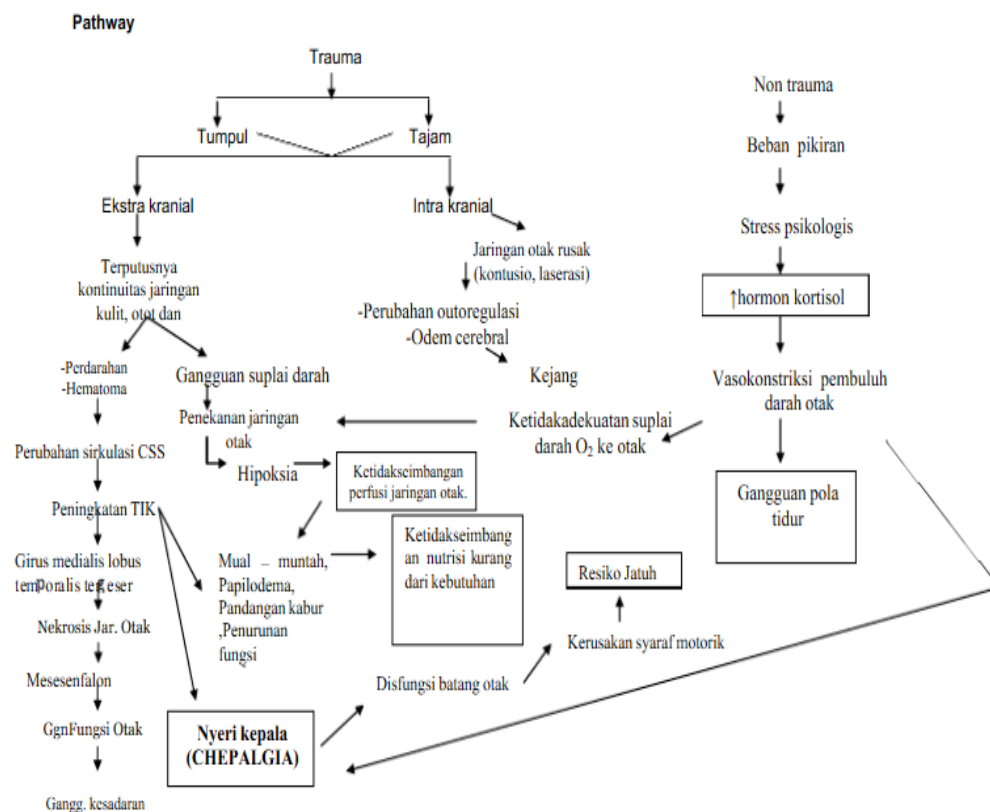 Pathway
Trauma
Non trauma
Tumpul
Tajam
Beban pikiran
Ekstra kranial
Intra kranial
Stress psikologis
Jaringan otak rusak
(kontusio, laserasi)
Terputusnya
kontinuitas jaringan
kulit, otot dan
↑hormon kortisol
-Perubahan outoregulasi
-Odem cerebral
-Perdarahan
-Hematoma
Gangguan suplai darah
Kejang
Vasokonstriksi pembuluh
darah otak
Penekanan jaringan
otak
Ketidakadekuatan suplai
darah O₂ ke otak
Perubahan sirkulasi CSS
Hipoksia
Ketidakseimbangan
perfusi jaringan otak.
Gangguan pola
tidur
Peningkatan TIK
Ketidakseimbang
an nutrisi kurang
dari kebutuhan
Girus medialis lobus
temporalis tergeser
Mual – muntah,
Papilodema,
Pandangan kabur
,Penurunan
fungsi
Resiko Jatuh
Nekrosis Jar. Otak
Kerusakan syaraf motorik
Mesesenfalon
Disfungsi batang otak
GgnFungsi Otak
Nyeri kepala
(CHEPALGIA)
Gangg. kesadaran